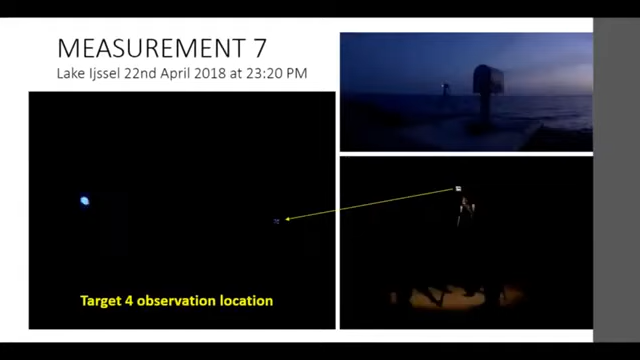 MEASUREMENT 7
Lake Ijssel 22nd April 2018 at 23:20 PM
Target 4 observation location